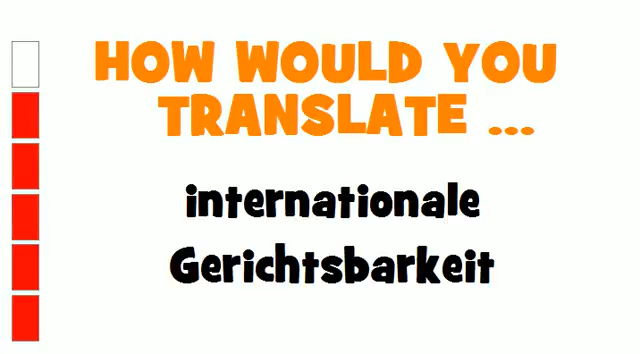 HOW WOULD YOU
TRANSLATE ...
internationale
Gerichtsbarkeit